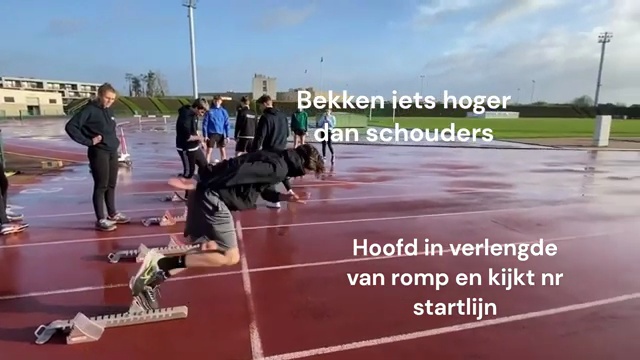 Bekken iets hoger
dan schouders
Hoofd in verlengde
van romp en kijkt nr
startlijn